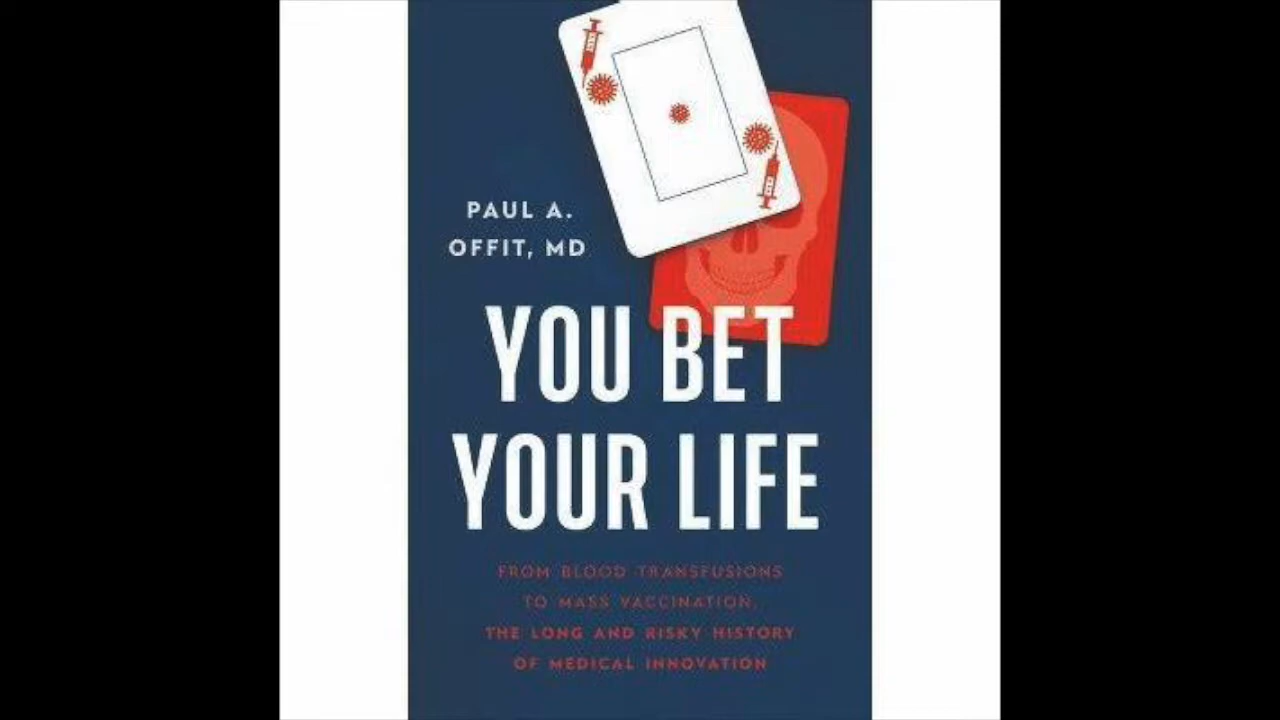 PAUL A.
OFFIT, MD
YOU BET
YOUR LIFE
FROM BLOOD TRANSFUSIONS
TO MASS VACCINATION,
THE LONG AND RISKY HISTORY
OF MEDICAL INNOVATION